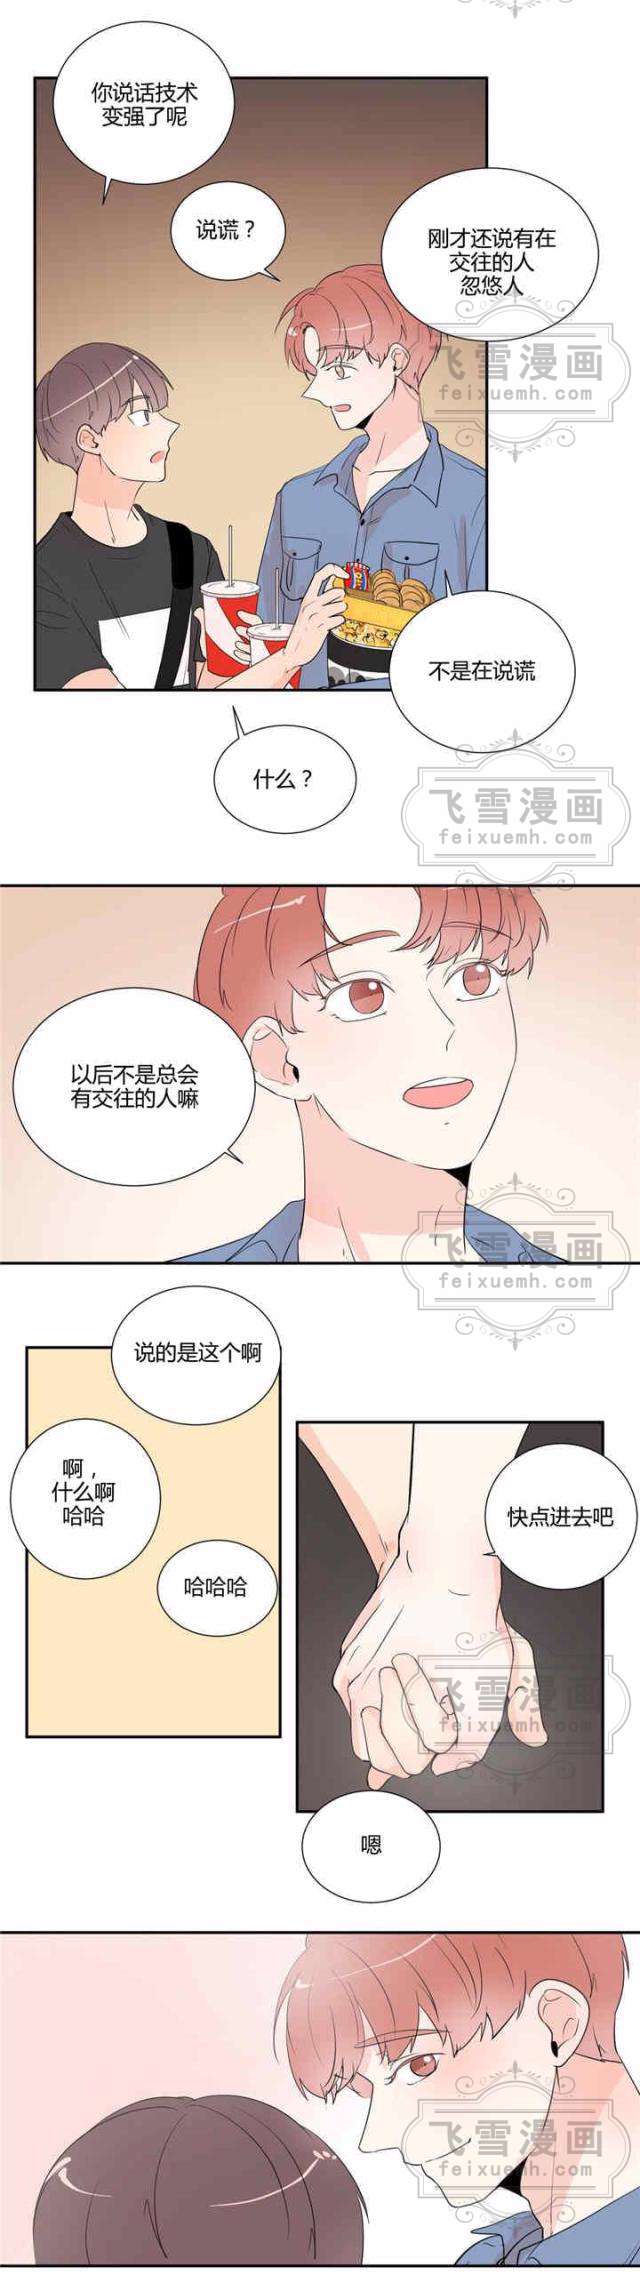 你说话技术
变强了呢
说谎？
刚才还说有在
交往的人
忽悠人
飞雪漫画
feixuemh.com
不是在说谎
什么？
飞雪漫画
feixuemh.com
以后不是总会
有交往的人嘛
飞雪漫画
feixuemh.com
说的是这个啊
啊，
什么啊
哈哈
哈哈哈
快点进去吧
飞雪漫画
feixuemh.com
嗯
飞雪漫画
feixuemh.com